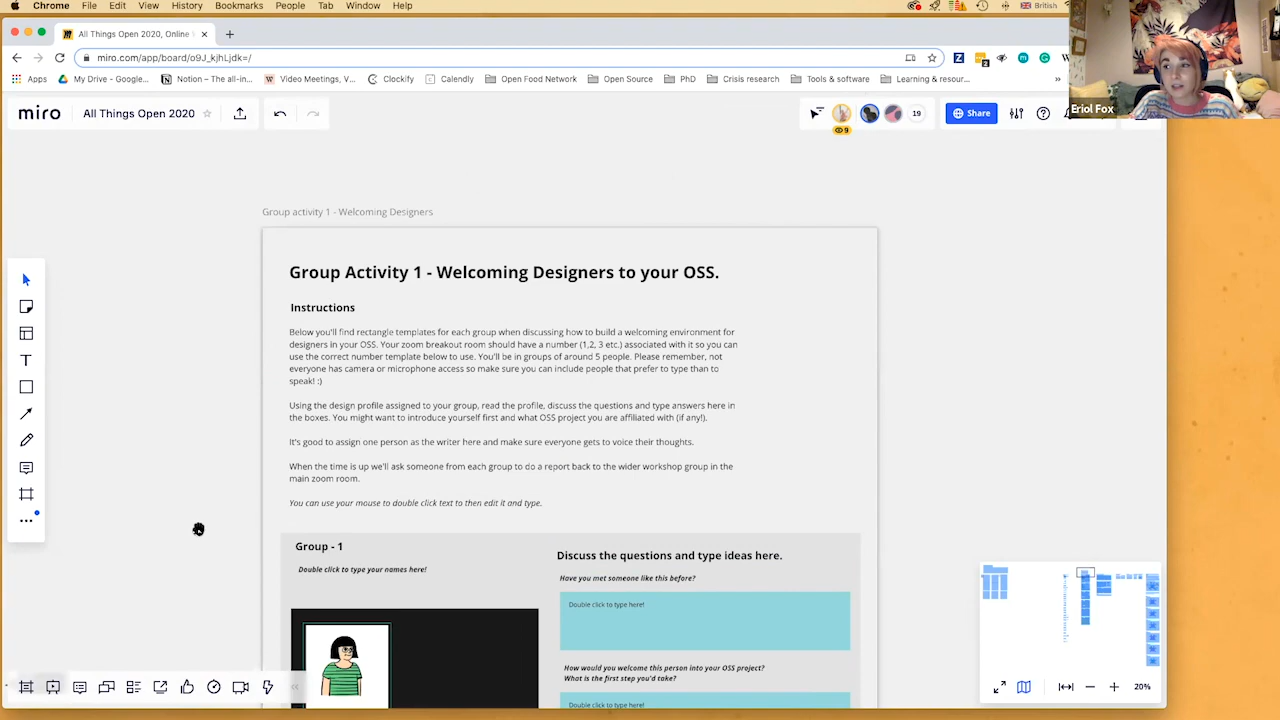 Chrome File Edit View History Bookmarks People Tab Window Help
British
All Things Open 2020, Online
miro.com/app/board/o9J_kjhLjdk=/
Apps My Drive - Google... Notion – The all-in... Video Meetings, V... Clockify Calendly Open Food Network Open Source PhD Crisis research Tools & software Learning & resour... »
Eriol Fox
miro All Things Open 2020 19 Share
9
Group activity 1 - Welcoming Designers
Group Activity 1 - Welcoming Designers to your OSS.
Instructions
Below you'll find rectangle templates for each group when discussing how to build a welcoming environment for
designers in your OSS. Your zoom breakout room should have a number (1,2, 3 etc.) associated with it so you can
use the correct number template below to use. You'll be in groups of around 5 people. Please remember, not
everyone has camera or microphone access so make sure you can include people that prefer to type than to
speak! :)
Using the design profile assigned to your group, read the profile, discuss the questions and type answers here in
the boxes. You might want to introduce yourself first and what OSS project you are affiliated with (if any!).
It's good to assign one person as the writer here and make sure everyone gets to voice their thoughts.
When the time is up we'll ask someone from each group to do a report back to the wider workshop group in the
main zoom room.
You can use your mouse to double click text to then edit it and type.
Group - 1
Double click to type your names here!
Discuss the questions and type ideas here.
Have you met someone like this before?
Double click to type here!
How would you welcome this person into your OSS project?
What is the first step you'd take?
Double click to type here!
20%